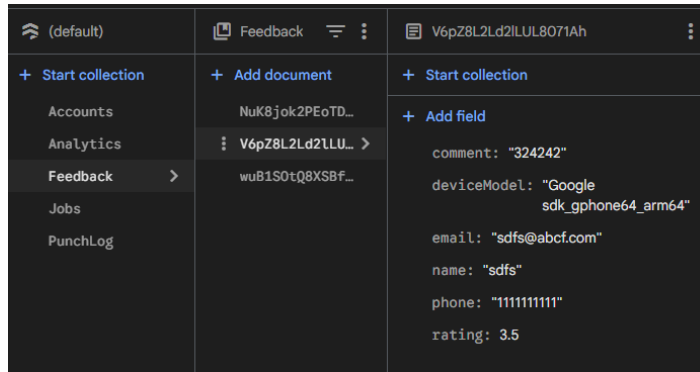 (default)
Feedback
V6pZ8L2Ld2lLUL8O71Ah
+ Start collection
+ Add document
+ Start collection
Accounts
Analytics
Feedback
Jobs
PunchLog
NuK8jok2PEoTD…
V6pZ8L2Ld2lLU…
wuB1SOtQ8XSBf…
+ Add field
comment: "324242"
deviceModel: "Google
sdk_gphone64_arm64"
email: "sdfs@abcf.com"
name: "sdfs"
phone: "1111111111"
rating: 3.5